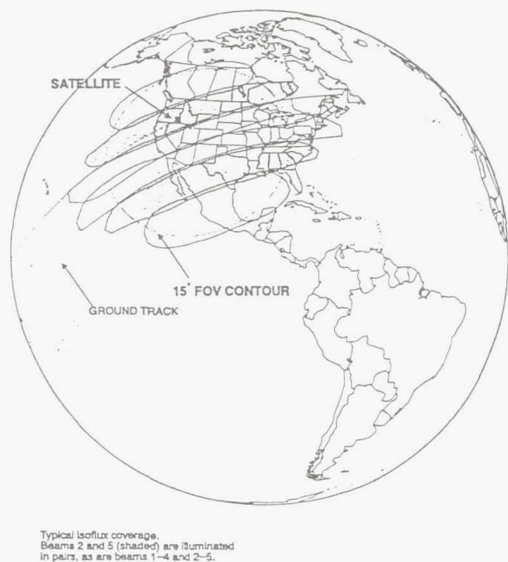 SATELLITE
15° FOV CONTOUR
GROUND TRACK
Typical isoflux coverage.
Beams 2 and 5 (shaded) are illuminated
in pairs, as are beams 1-4 and 2-5.